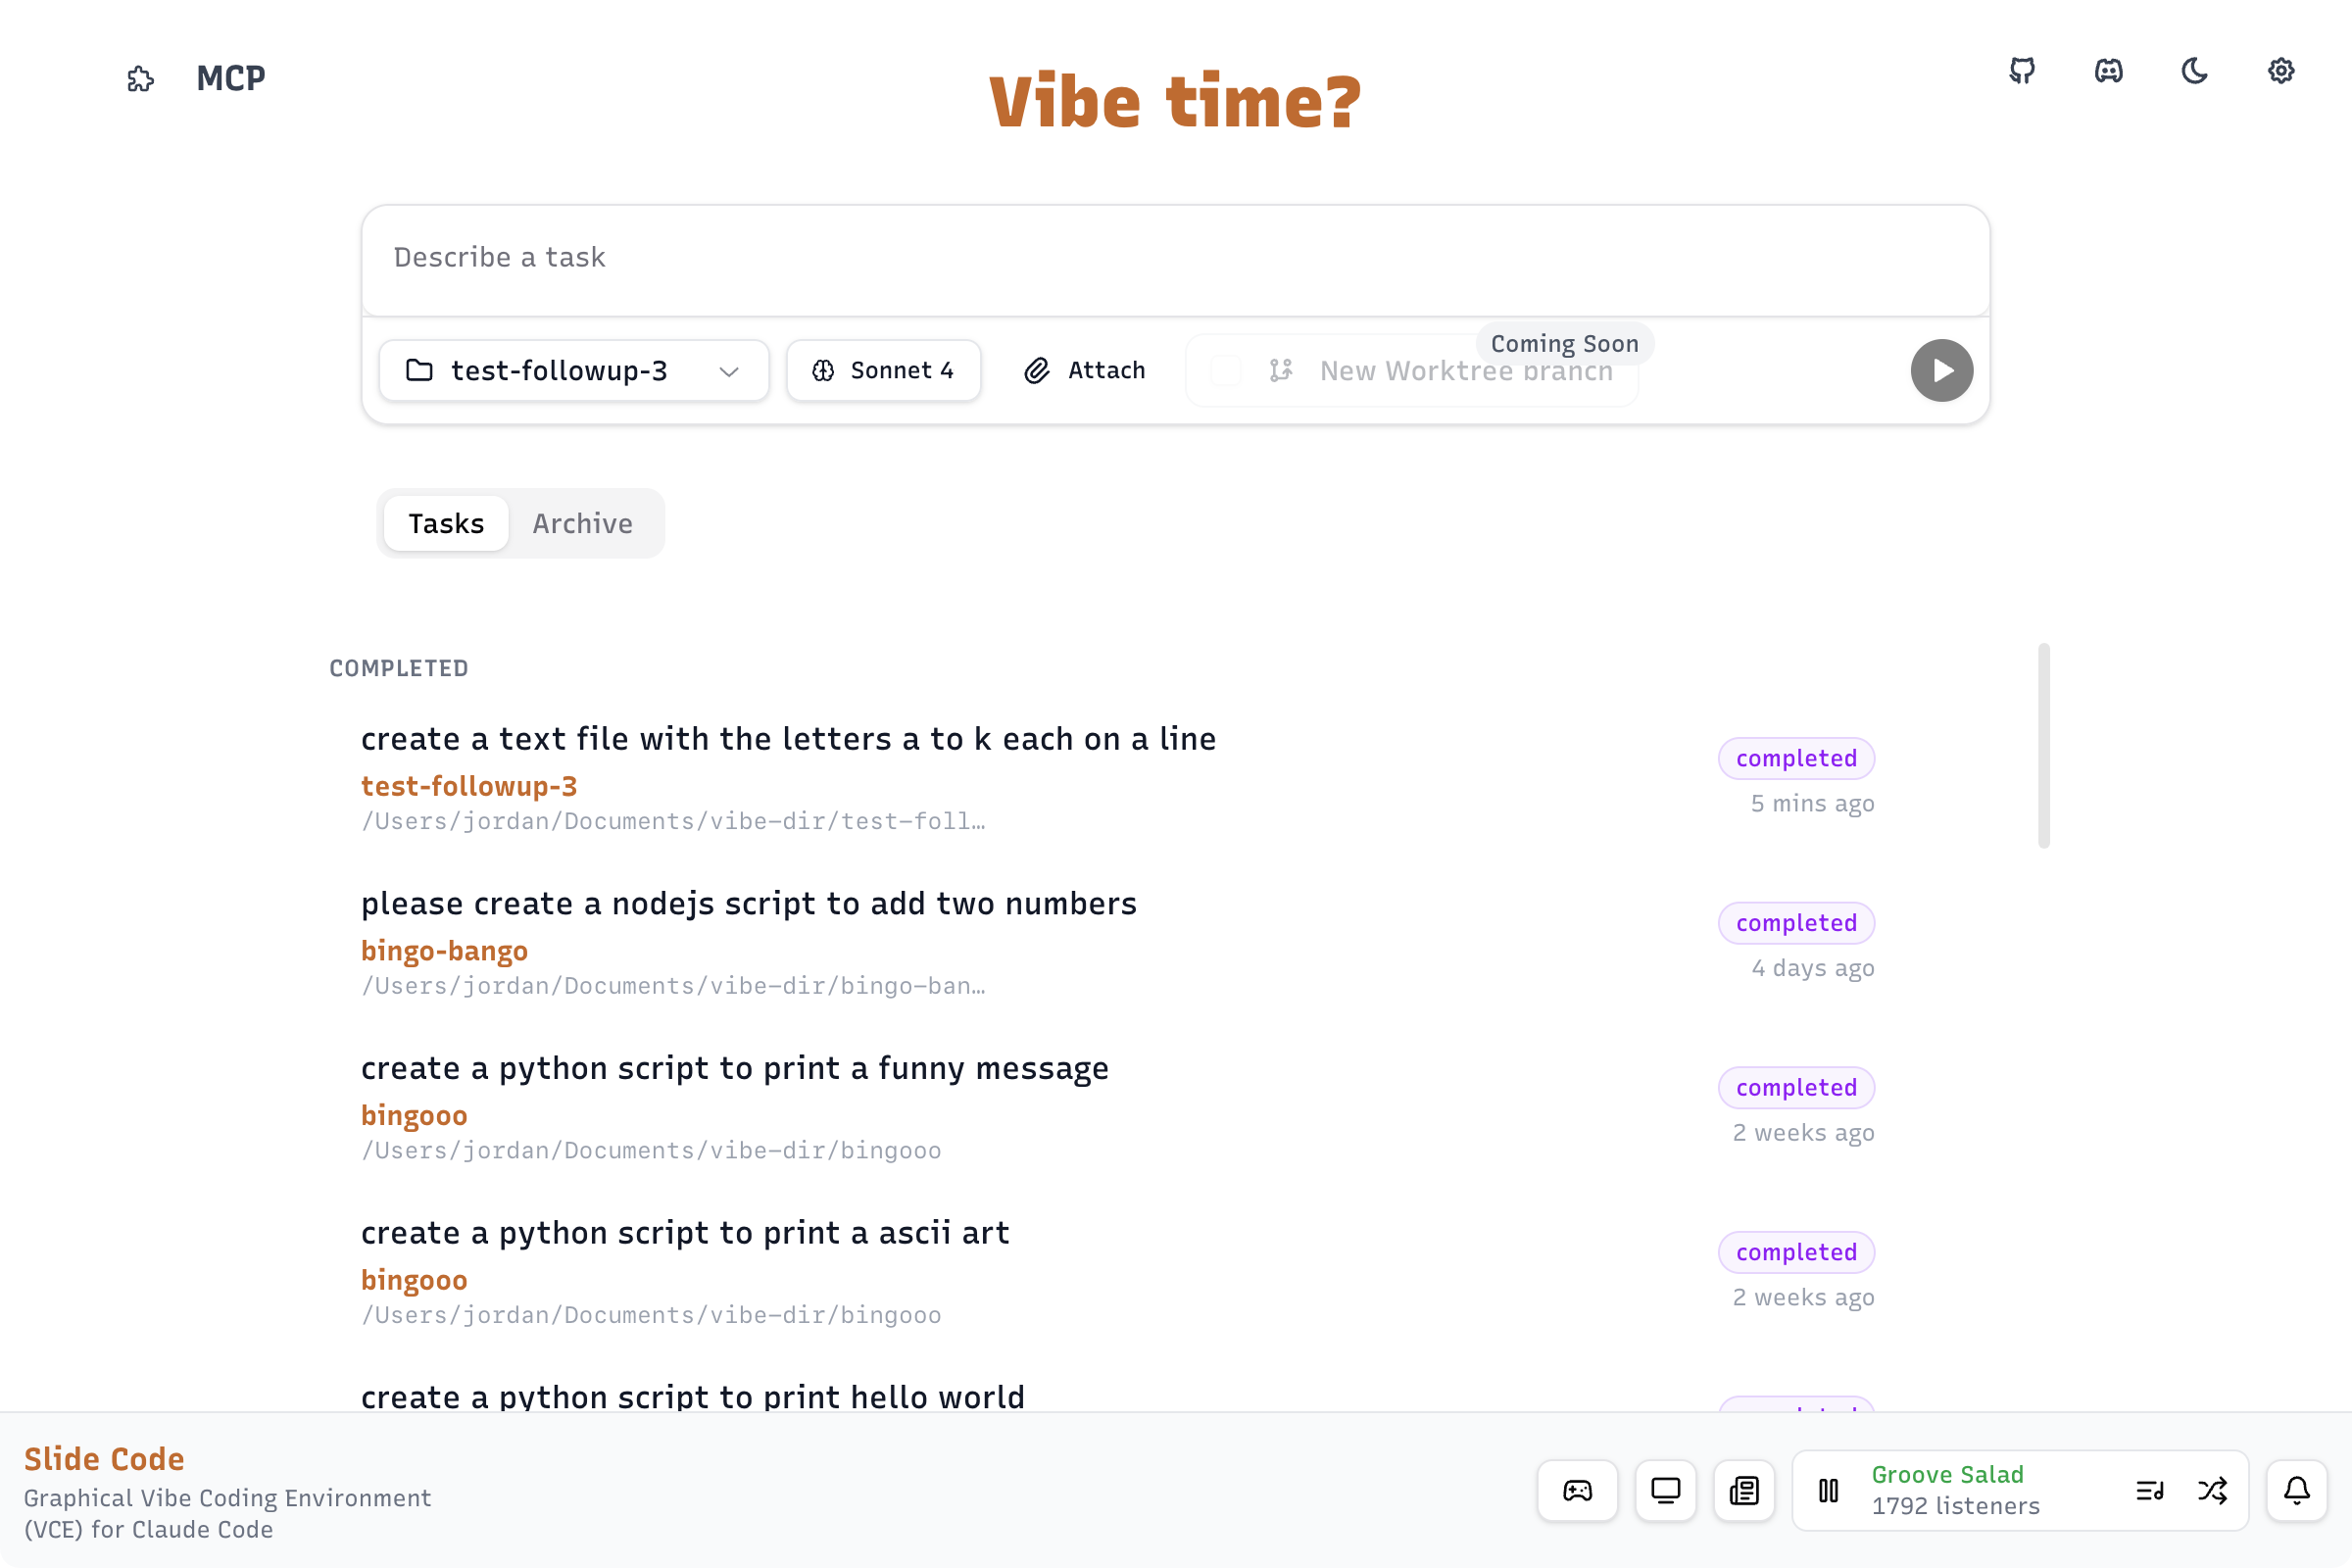 MCP
Vibe time?
Describe a task
test-followup-3
Sonnet 4
Attach
New Worktree branch
Coming Soon
Tasks
Archive
COMPLETED
create a text file with the letters a to k each on a line
completed
test-followup-3
5 mins ago
/Users/jordan/Documents/vibe-dir/test-foll…
please create a nodejs script to add two numbers
completed
bingo-bango
4 days ago
/Users/jordan/Documents/vibe-dir/bingo-ban…
create a python script to print a funny message
completed
bingooo
2 weeks ago
/Users/jordan/Documents/vibe-dir/bingooo
create a python script to print a ascii art
completed
bingooo
2 weeks ago
/Users/jordan/Documents/vibe-dir/bingooo
create a python script to print hello world
Slide Code
Graphical Vibe Coding Environment
(VCE) for Claude Code
Groove Salad
1792 listeners